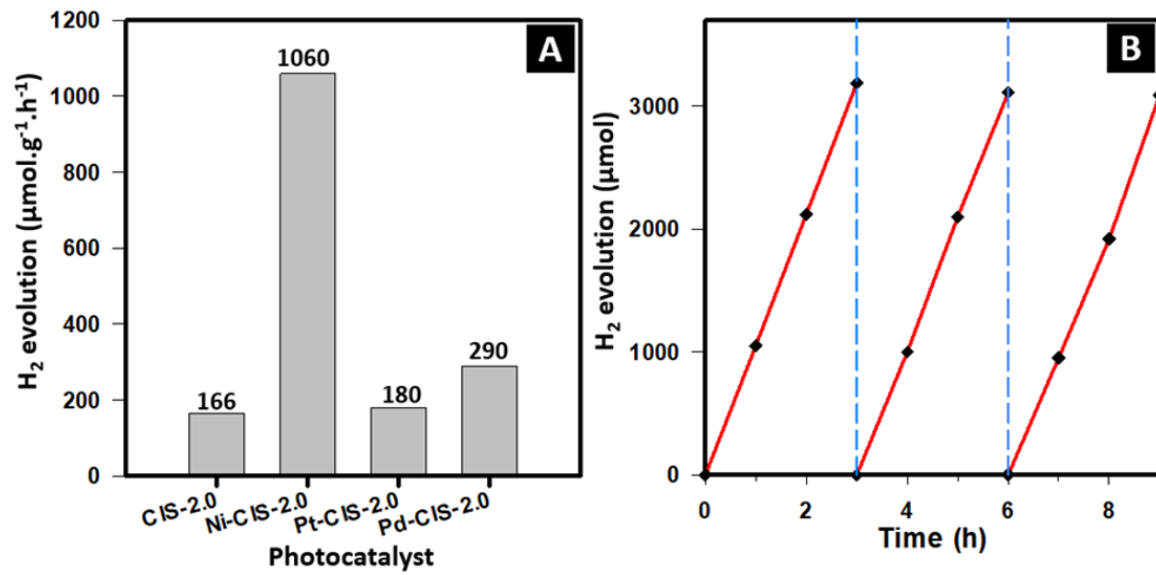 A
H₂ evolution (μmol.g⁻¹.h⁻¹)
1200
1000
800
600
400
200
0
166
1060
180
290
CIS-2.0
Ni-CIS-2.0
Pt-CIS-2.0
Pd-CIS-2.0
Photocatalyst
B
H₂ evolution (μmol)
3000
2000
1000
0
0 2 4 6 8
Time (h)